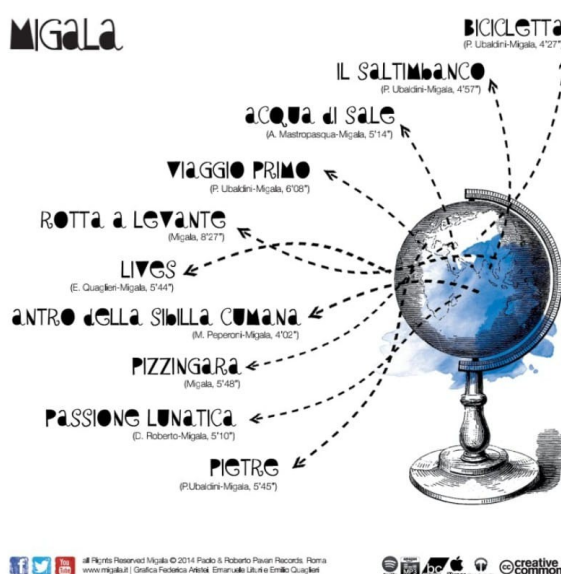 MIGALA
BICICLETTA
(P. Ubaldini-Migala, 4'27")
IL SALTIMBANCO
(P. Ubaldini-Migala, 4'57")
ACQUA DI SALE
(A. Mastropasqua-Migala, 5'14")
VIAGGIO PRIMO
(P. Ubaldini-Migala, 6'08")
ROTTA A LEVANTE
(Migala, 8'27")
LIVES
(E. Quaglieri-Migala, 5'44")
ANTRO DELLA SIBILLA CUMANA
(M. Peperoni-Migala, 4'02")
PIZZINGARA
(Migala, 5'48")
PASSIONE LUNATICA
(D. Roberto-Migala, 5'10")
PIETRE
(P.Ubaldini-Migala, 5'45")
all Rights Reserved Migala © 2014 Paolo & Roberto Pavan Records, Roma
www.migala.it | Grafica Federica Aristei, Emanuele Lituri e Emilio Quaglieri
f
You
bc
creative
common